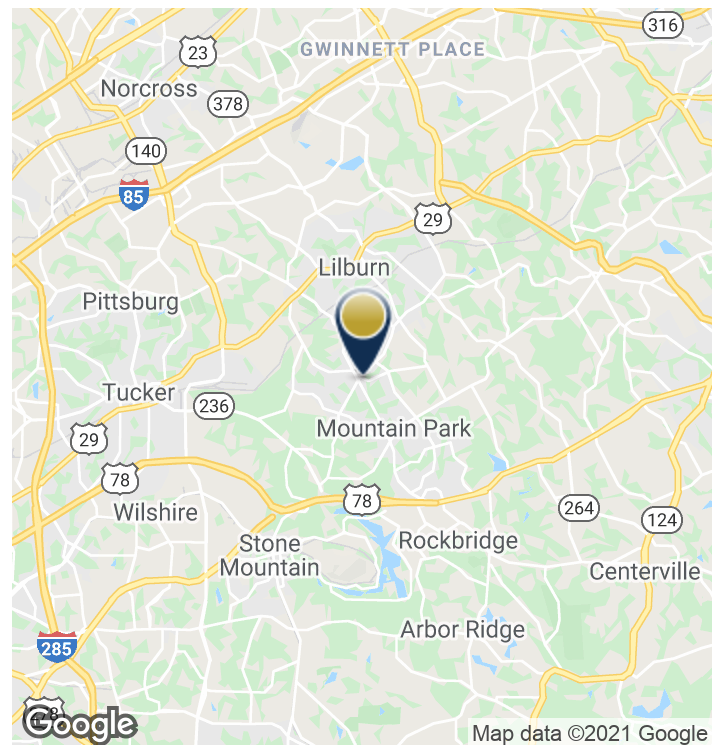 316
23
GWINNETT PLACE
Norcross
378
140
85
29
Lilburn
Pittsburg
Tucker
236
Mountain Park
29
78
78
Wilshire
264
124
Stone
Mountain
Rockbridge
Centerville
Arbor Ridge
285
Google
Map data ©2021 Google